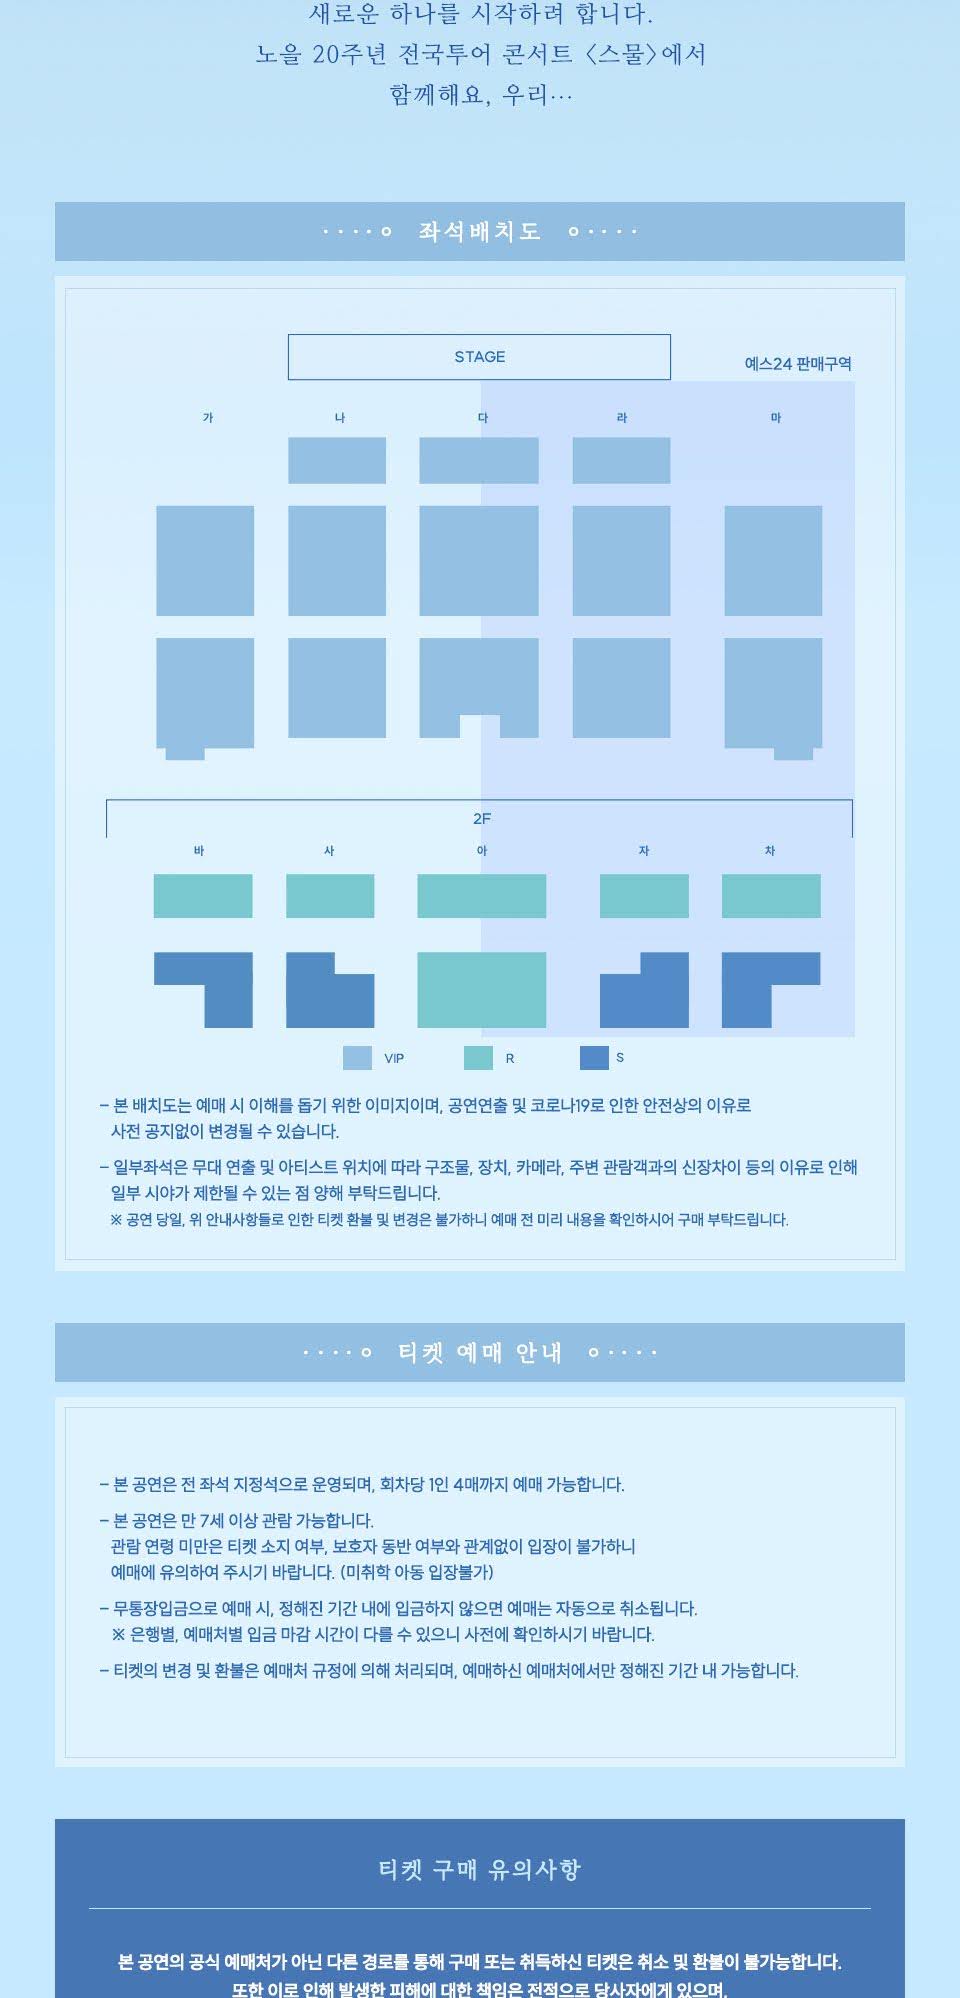 새로운 하나를 시작하려 합니다.
노을 20주년 전국투어 콘서트 〈스물〉에서
함께해요, 우리…
좌석배치도
STAGE
예스24 판매구역
가 나 다 라 마
2F
바 사 아 자 차
VIP R S
– 본 배치도는 예매 시 이해를 돕기 위한 이미지이며, 공연연출 및 코로나19로 인한 안전상의 이유로
사전 공지없이 변경될 수 있습니다.
– 일부좌석은 무대 연출 및 아티스트 위치에 따라 구조물, 장치, 카메라, 주변 관람객과의 신장차이 등의 이유로 인해
일부 시야가 제한될 수 있는 점 양해 부탁드립니다.
※ 공연 당일, 위 안내사항들로 인한 티켓 환불 및 변경은 불가하니 예매 전 미리 내용을 확인하시어 구매 부탁드립니다.
티켓 예매 안내
– 본 공연은 전 좌석 지정석으로 운영되며, 회차당 1인 4매까지 예매 가능합니다.
– 본 공연은 만 7세 이상 관람 가능합니다.
관람 연령 미만은 티켓 소지 여부, 보호자 동반 여부와 관계없이 입장이 불가하니
예매에 유의하여 주시기 바랍니다. (미취학 아동 입장불가)
– 무통장입금으로 예매 시, 정해진 기간 내에 입금하지 않으면 예매는 자동으로 취소됩니다.
※ 은행별, 예매처별 입금 마감 시간이 다를 수 있으니 사전에 확인하시기 바랍니다.
– 티켓의 변경 및 환불은 예매처 규정에 의해 처리되며, 예매하신 예매처에서만 정해진 기간 내 가능합니다.
티켓 구매 유의사항
본 공연의 공식 예매처가 아닌 다른 경로를 통해 구매 또는 취득하신 티켓은 취소 및 환불이 불가능합니다.
또한 이로 인해 발생한 피해에 대한 책임은 전적으로 당사자에게 있으며,